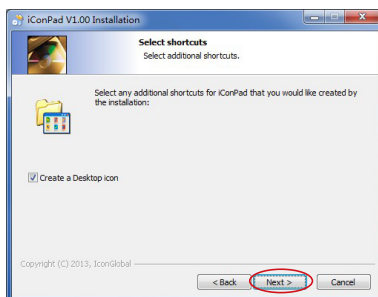 iConPad V1.00 Installation
Select shortcuts
Select additional shortcuts.
Select any additional shortcuts for iConPad that you would like created by
the installation:
Create a Desktop icon
Copyright (C) 2013, IconGlobal
< Back Next > Cancel